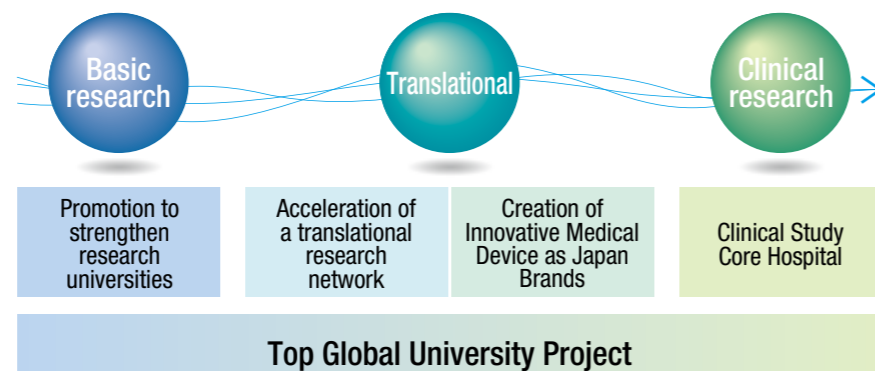 Basic
research
Translational
Clinical
research
Promotion to
strengthen
research
universities
Acceleration of
a translational
research
network
Creation of
Innovative Medical
Device as Japan
Brands
Clinical Study
Core Hospital
Top Global University Project